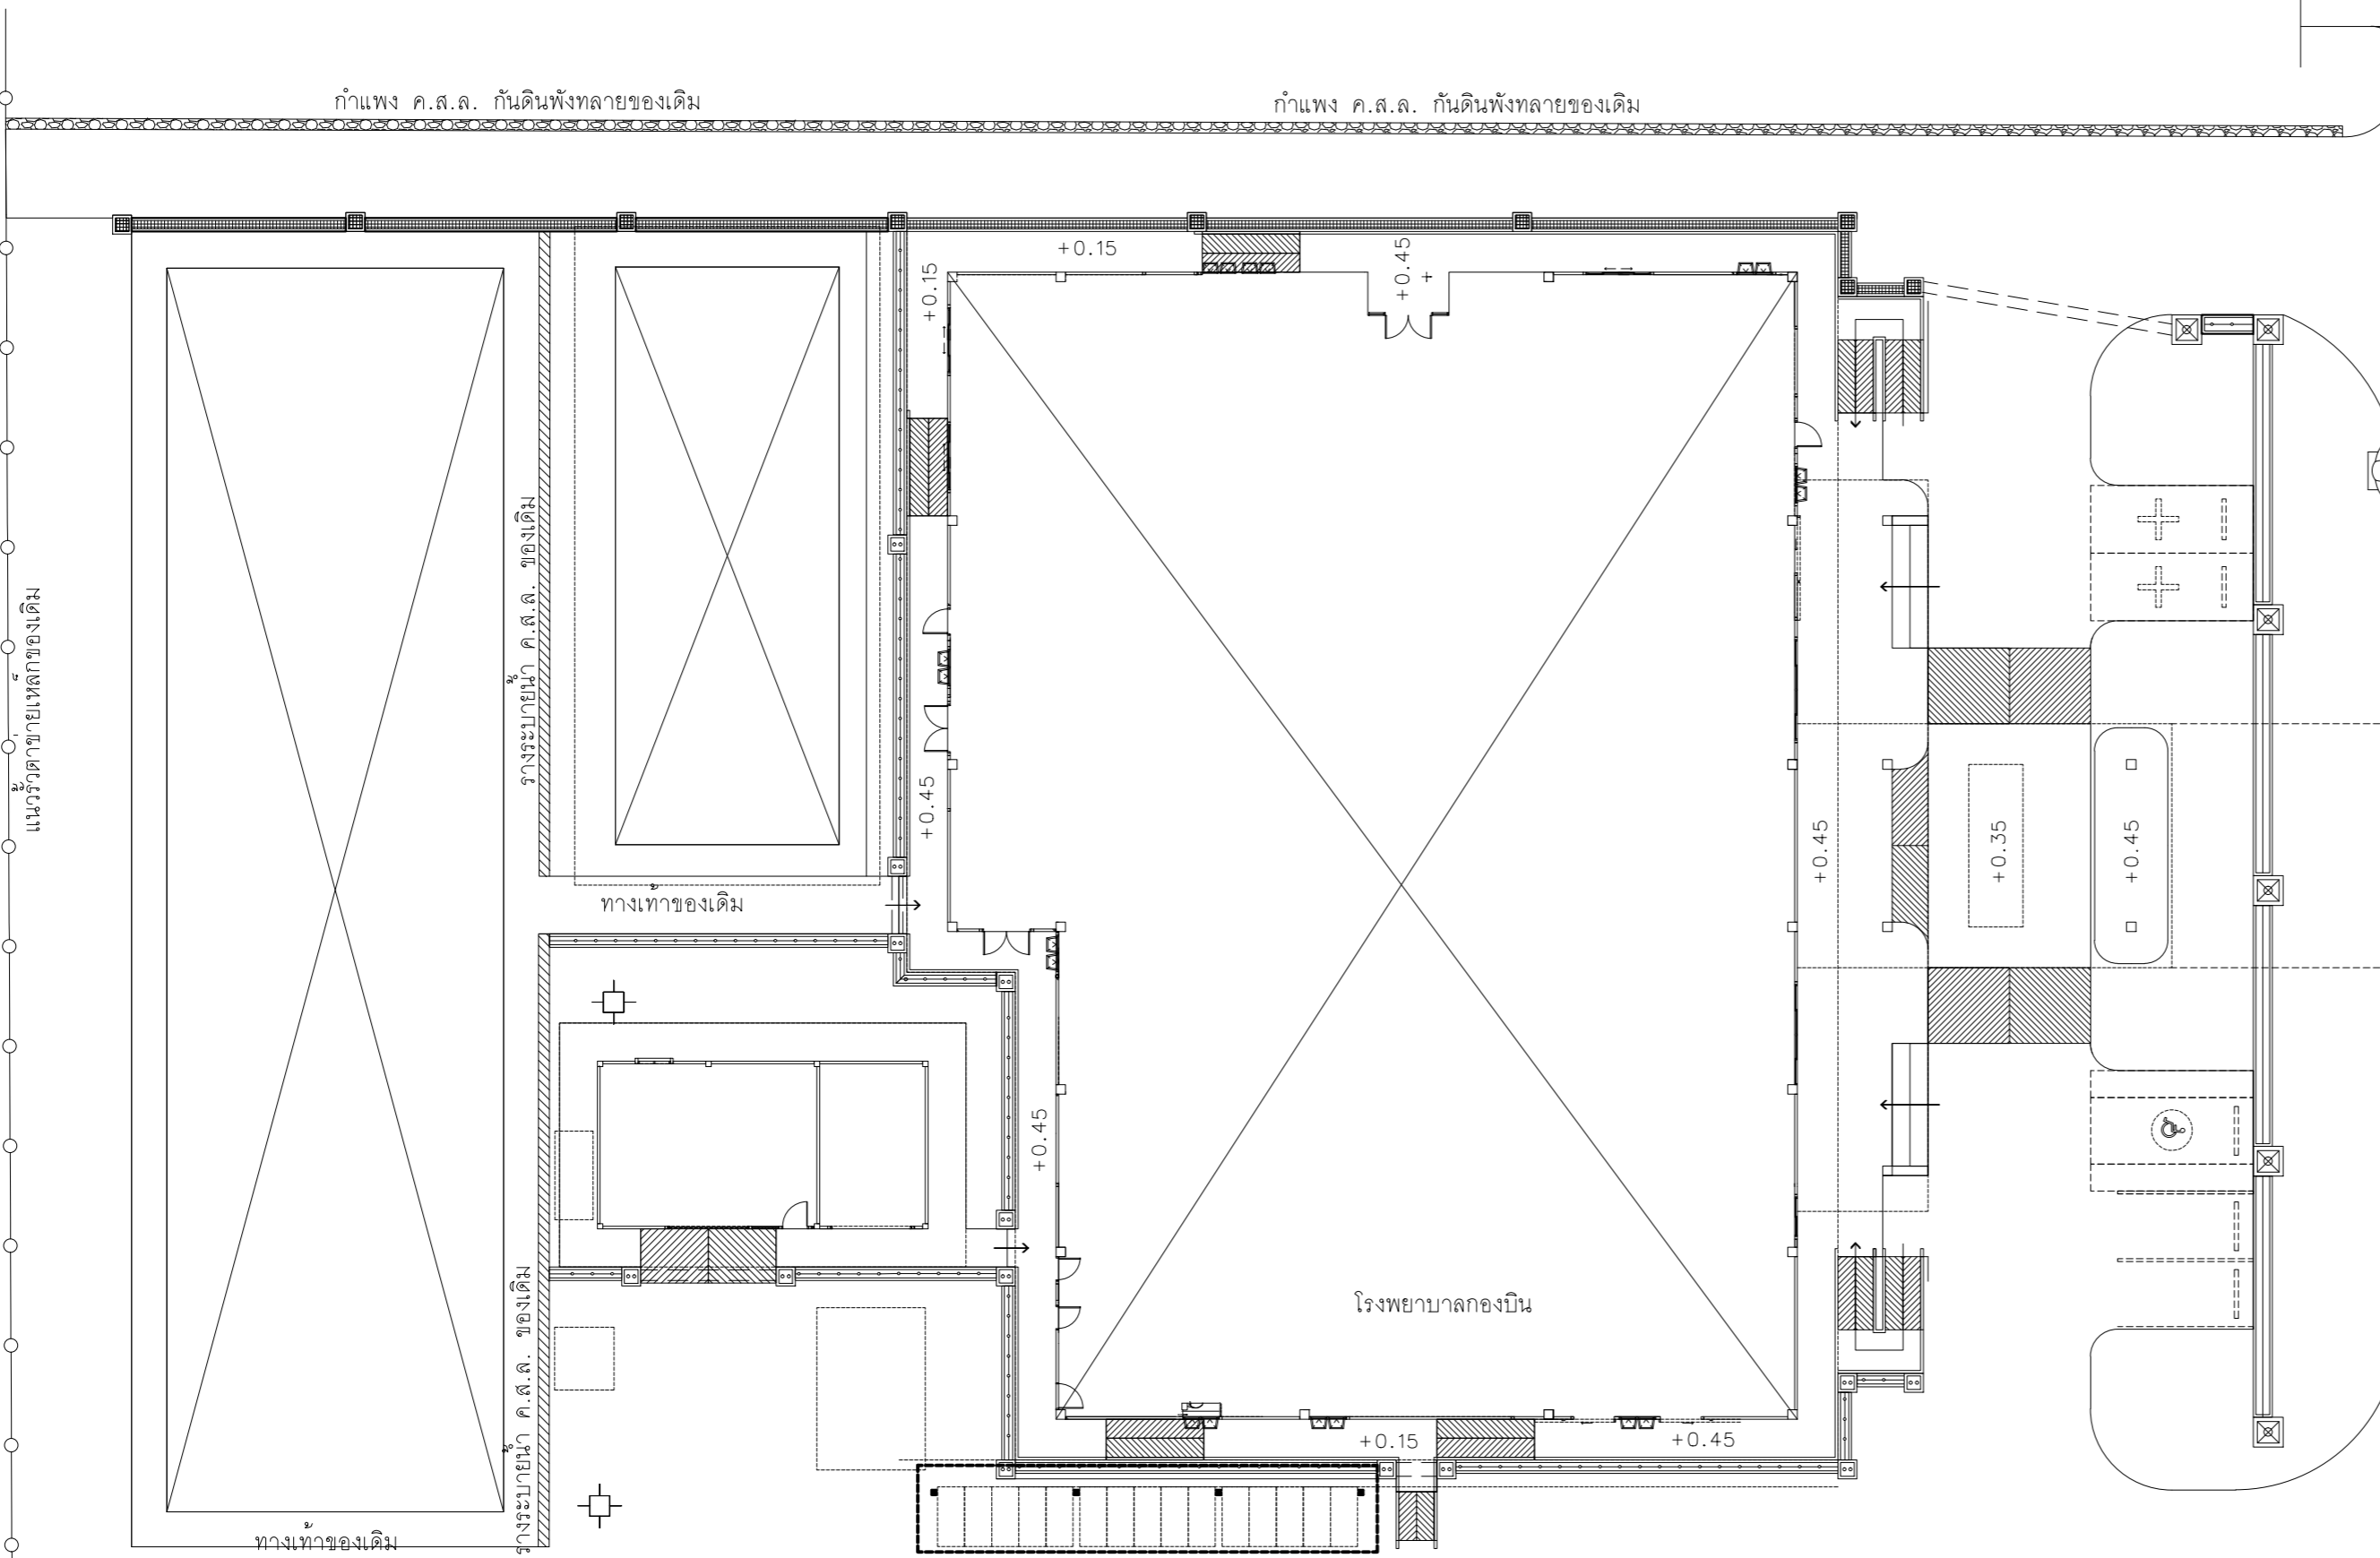 กำแพง ค.ส.ล. กันดินพังทลายของเดิม
กำแพง ค.ส.ล. กันดินพังทลายของเดิม
+0.15
+0.45
+
+0.15
รางระบายน้ำ ค.ส.ล. ของเดิม
แนวรั้วตาข่ายเหล็กของเดิม
+0.45
+0.45
+0.35
+0.45
ทางเท้าของเดิม
+0.45
โรงพยาบาลกองบิน
รางระบายน้ำ ค.ส.ล. ของเดิม
+0.15
+0.45
ทางเท้าของเดิม